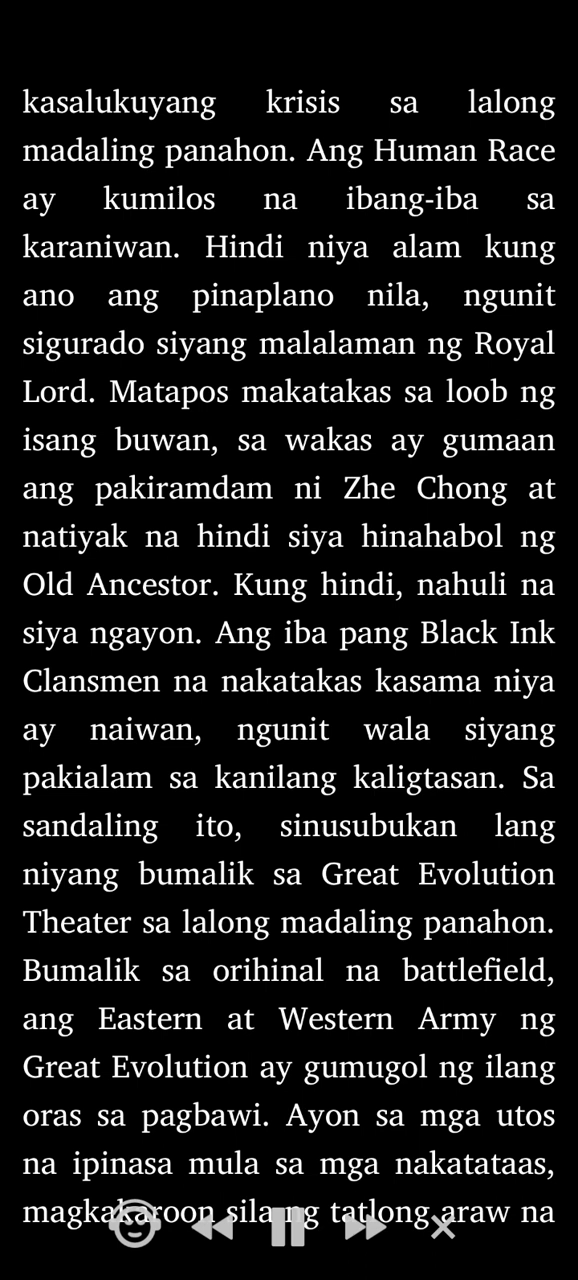 kasalukuyang krisis sa lalong
madaling panahon. Ang Human Race
ay kumilos na ibang-iba sa
karaniwan. Hindi niya alam kung
ano ang pinaplano nila, ngunit
sigurado siyang malalaman ng Royal
Lord. Matapos makatakas sa loob ng
isang buwan, sa wakas ay gumaan
ang pakiramdam ni Zhe Chong at
natiyak na hindi siya hinahabol ng
Old Ancestor. Kung hindi, nahuli na
siya ngayon. Ang iba pang Black Ink
Clansmen na nakatakas kasama niya
ay naiwan, ngunit wala siyang
pakialam sa kanilang kaligtasan. Sa
sandaling ito, sinusubukan lang
niyang bumalik sa Great Evolution
Theater sa lalong madaling panahon.
Bumalik sa orihinal na battlefield,
ang Eastern at Western Army ng
Great Evolution ay gumugol ng ilang
oras sa pagbawi. Ayon sa mga utos
na ipinasa mula sa mga nakatataas,
magkakaroon sila ng tatlong araw na